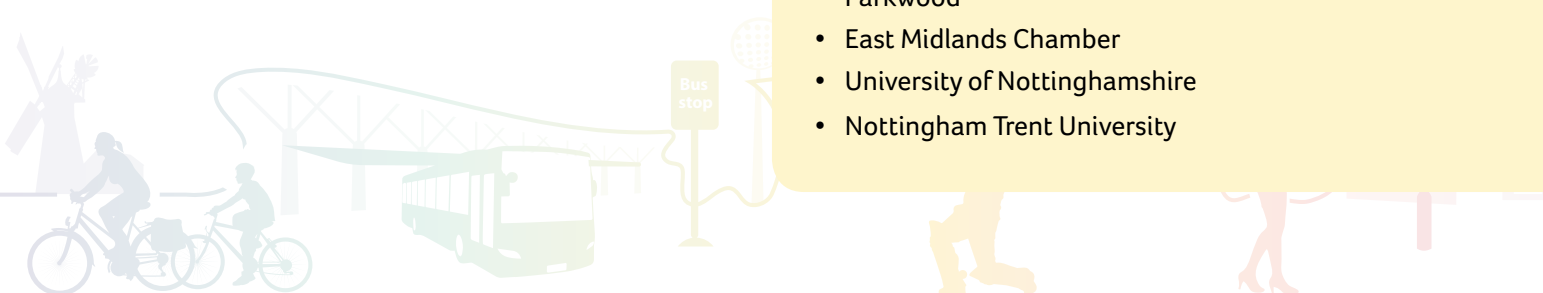 Parkwood
• East Midlands Chamber
• University of Nottinghamshire
• Nottingham Trent University
Bus
stop